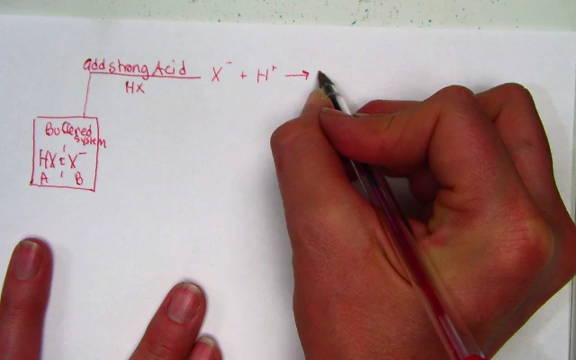 add strong Acid X⁻ + H⁺ →
HX
Buffered
System
HX : X⁻
A B